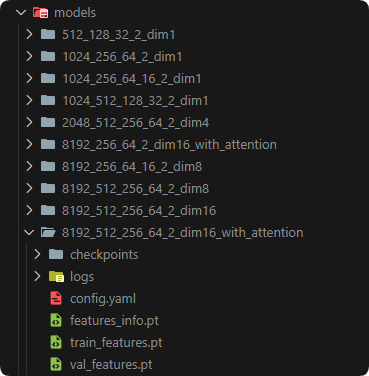 models
512_128_32_2_dim1
1024_256_64_2_dim1
1024_256_64_16_2_dim1
1024_512_128_32_2_dim1
2048_512_256_64_2_dim4
8192_256_64_2_dim16_with_attention
8192_256_64_16_2_dim8
8192_512_256_64_2_dim8
8192_512_256_64_2_dim16
8192_512_256_64_2_dim16_with_attention
checkpoints
logs
config.yaml
features_info.pt
train_features.pt
val_features.pt